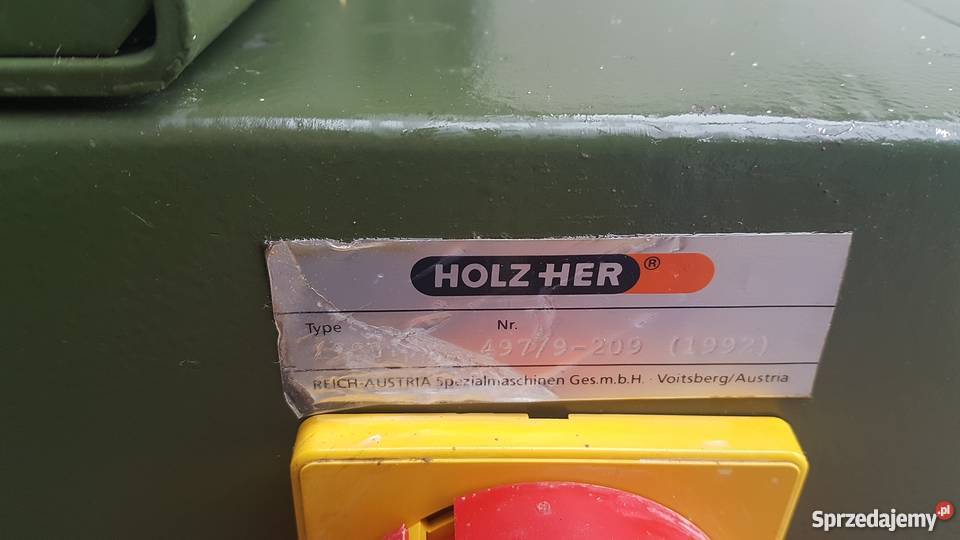 HOLZ-HER ®
Type Nr.
497/9-209 (1992)
REICH-AUSTRIA Spezialmaschinen Ges.m.b.H. · Voitsberg/Austria
Sprzedajemy.pl